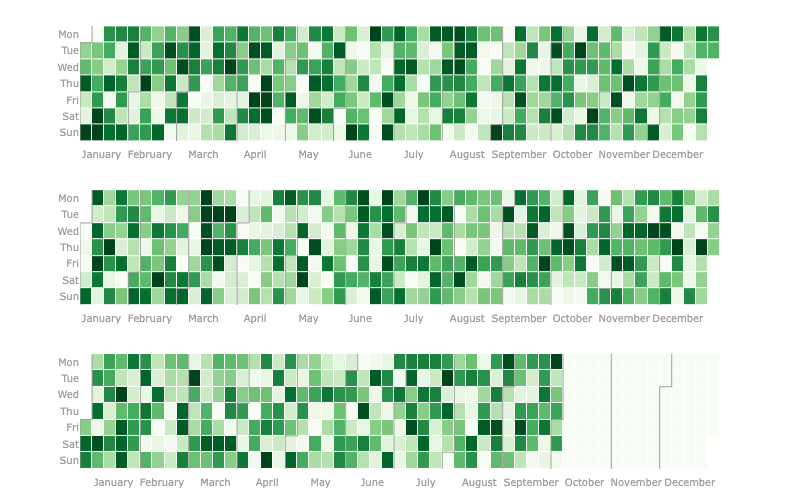 Mon
Tue
Wed
Thu
Fri
Sat
Sun
January February March April May June July August September October November December
Mon
Tue
Wed
Thu
Fri
Sat
Sun
January February March April May June July August September October November December
Mon
Tue
Wed
Thu
Fri
Sat
Sun
January February March April May June July August September October November December